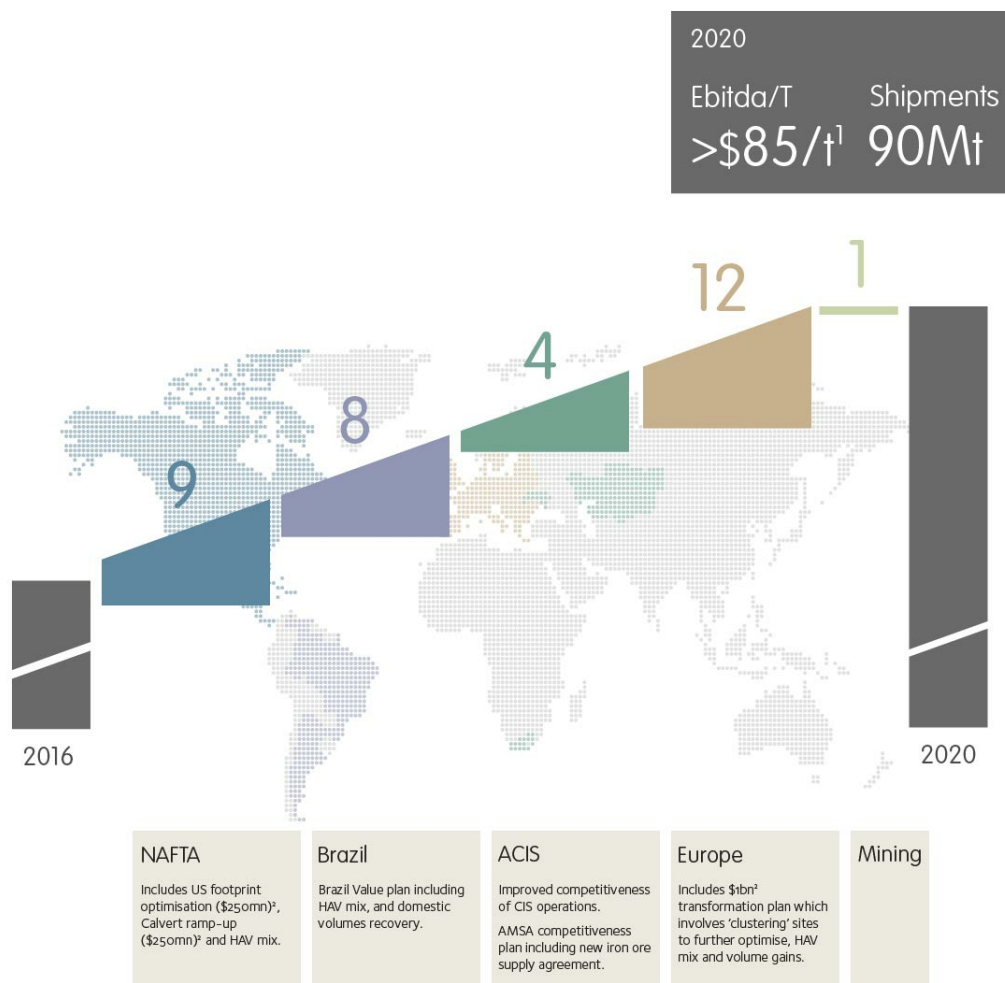 2020
Ebitda/T Shipments
>$85/t¹ 90Mt
1
12
4
8
9
2016
2020
NAFTA
Includes US footprint
optimisation ($250mn)²,
Calvert ramp-up
($250mn)² and HAV mix.
Brazil
Brazil Value plan including
HAV mix, and domestic
volumes recovery.
ACIS
Improved competitiveness
of CIS operations.
AMSA competitiveness
plan including new iron ore
supply agreement.
Europe
Includes $1bn²
transformation plan which
involves ‘clustering’ sites
to further optimise, HAV
mix and volume gains.
Mining